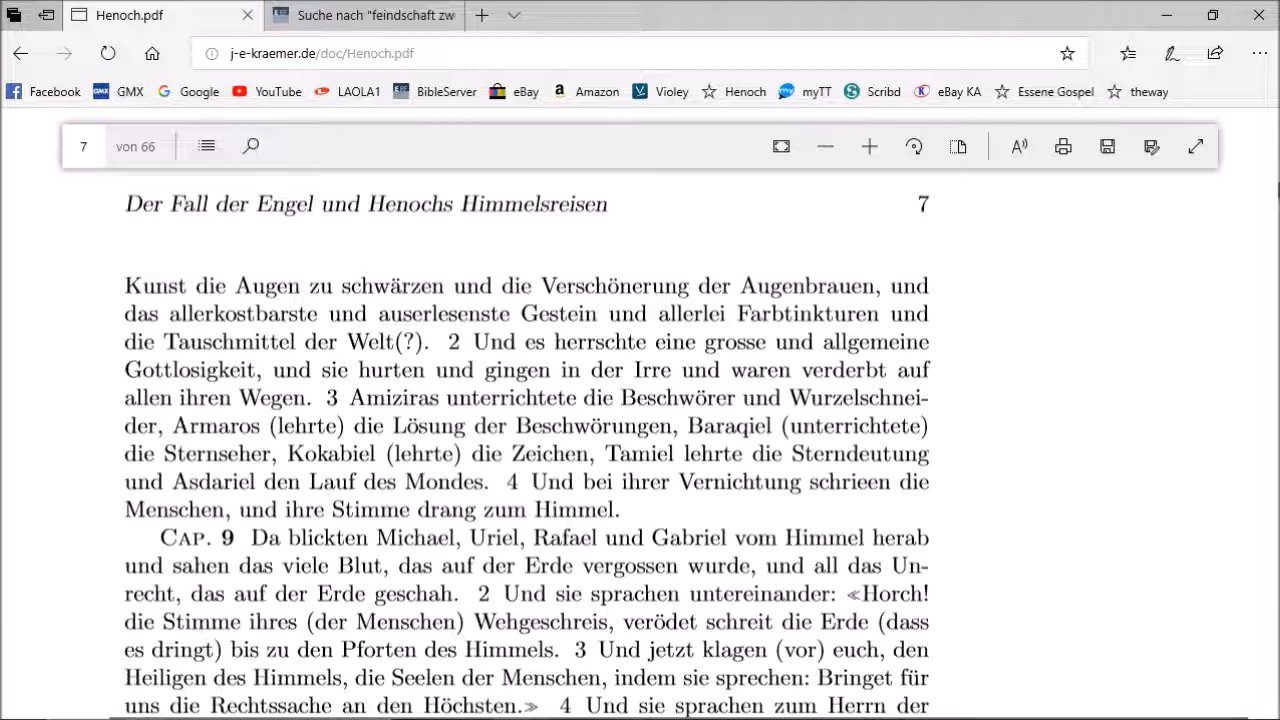 Henoch.pdf
Suche nach "feindschaft zw
j-e-kraemer.de/doc/Henoch.pdf
Facebook GMX Google YouTube LAOLA1 BibleServer eBay Amazon Violey Henoch myTT Scribd eBay KA Essene Gospel theway
7 von 66
Der Fall der Engel und Henochs Himmelsreisen 7
Kunst die Augen zu schwärzen und die Verschönerung der Augenbrauen, und
das allerkostbarste und auserlesenste Gestein und allerlei Farbtinkturen und
die Tauschmittel der Welt(?). 2 Und es herrschte eine grosse und allgemeine
Gottlosigkeit, und sie hurten und gingen in der Irre und waren verderbt auf
allen ihren Wegen. 3 Amiziras unterrichtete die Beschwörer und Wurzelschnei-
der, Armaros (lehrte) die Lösung der Beschwörungen, Baraqiel (unterrichtete)
die Sternseher, Kokabiel (lehrte) die Zeichen, Tamiel lehrte die Sterndeutung
und Asdariel den Lauf des Mondes. 4 Und bei ihrer Vernichtung schrieen die
Menschen, und ihre Stimme drang zum Himmel.
CAP. 9 Da blickten Michael, Uriel, Rafael und Gabriel vom Himmel herab
und sahen das viele Blut, das auf der Erde vergossen wurde, und all das Un-
recht, das auf der Erde geschah. 2 Und sie sprachen untereinander: «Horch!
die Stimme ihres (der Menschen) Wehgeschreis, verödet schreit die Erde (dass
es dringt) bis zu den Pforten des Himmels. 3 Und jetzt klagen (vor) euch, den
Heiligen des Himmels, die Seelen der Menschen, indem sie sprechen: Bringet für
uns die Rechtssache an den Höchsten.» 4 Und sie sprachen zum Herrn der